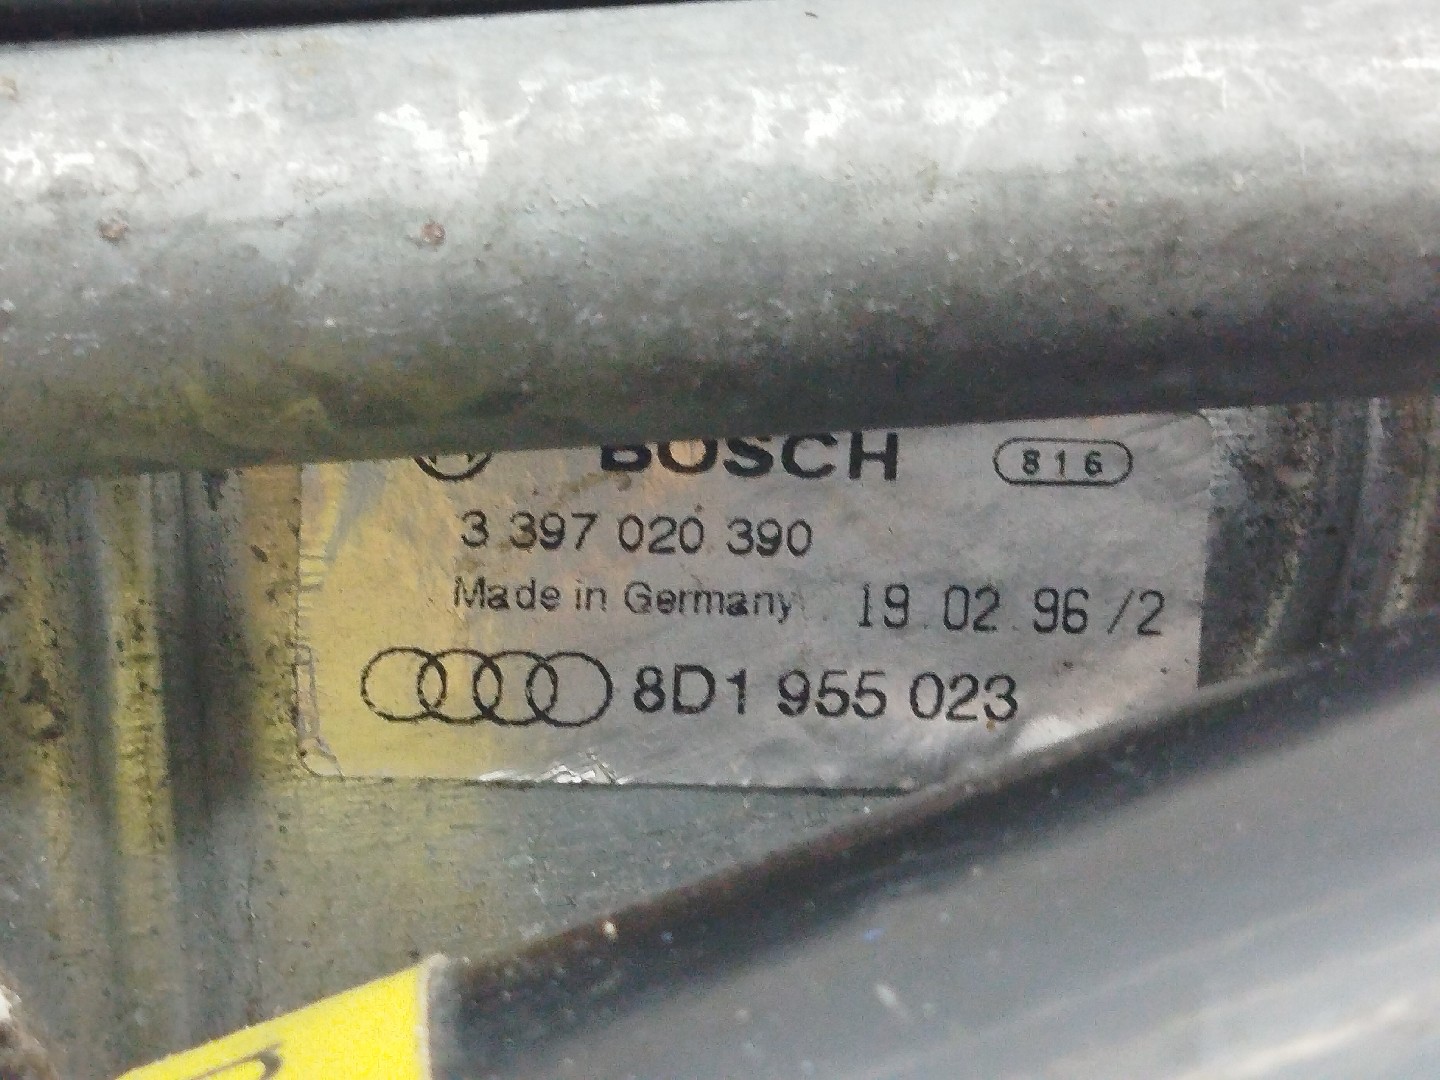 BOSCH 816
3 397 020 390
Made in Germany 19.02.96/2
8D1 955 023